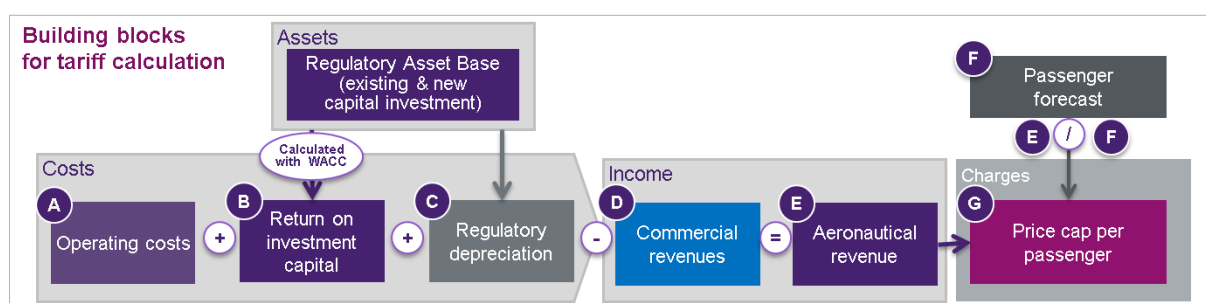 Building blocks
for tariff calculation
Assets
Regulatory Asset Base
(existing & new
capital investment)
Calculated
with WACC
F
Passenger
forecast
E / F
Costs
A
Operating costs
+
B
Return on
investment
capital
+
C
Regulatory
depreciation
-
Income
D
Commercial
revenues
=
E
Aeronautical
revenue
Charges
G
Price cap per
passenger